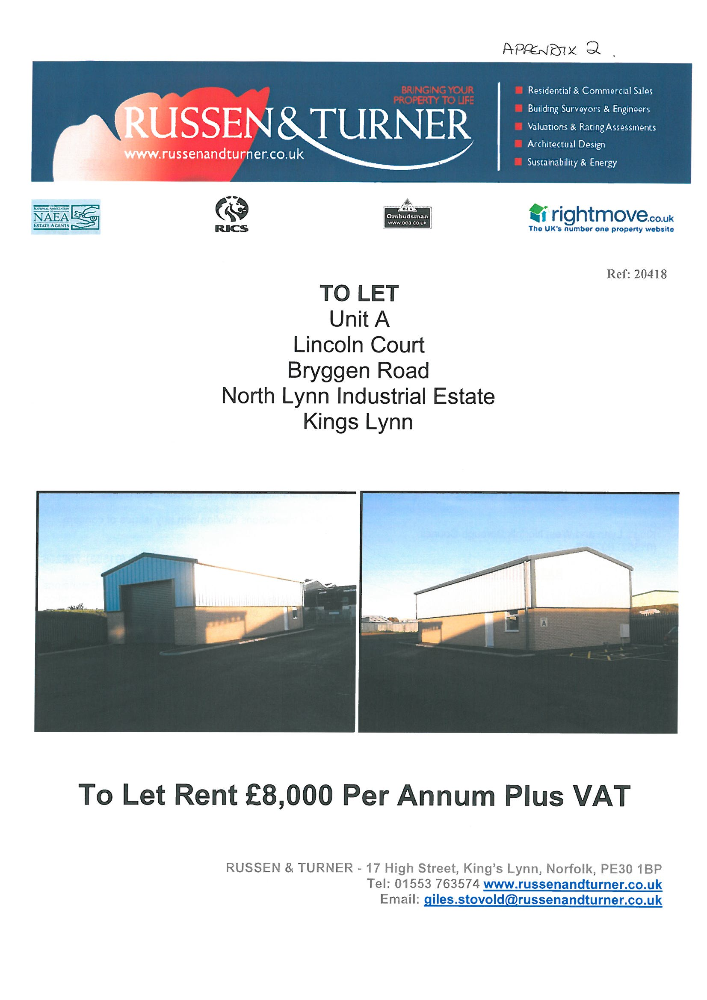 APPENDIX 2.
BRINGING YOUR
PROPERTY TO LIFE
RUSSEN & TURNER
www.russenandturner.co.uk
Residential & Commercial Sales
Building Surveyors & Engineers
Valuations & Rating Assessments
Architectual Design
Sustainability & Energy
NATIONAL ASSOCIATION
OF
NAEA
ESTATE AGENTS
RICS
OEA
Ombudsman
www.oea.co.uk
rightmove.co.uk
The UK's number one property website
Ref: 20418
TO LET
Unit A
Lincoln Court
Bryggen Road
North Lynn Industrial Estate
Kings Lynn
A
To Let Rent £8,000 Per Annum Plus VAT
RUSSEN & TURNER - 17 High Street, King's Lynn, Norfolk, PE30 1BP
Tel: 01553 763574 www.russenandturner.co.uk
Email: giles.stovold@russenandturner.co.uk